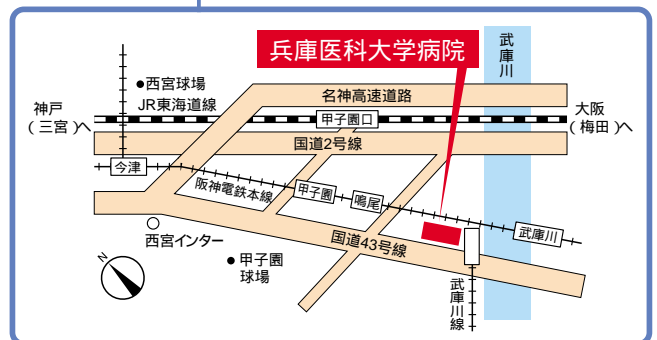 兵庫医科大学病院
武庫川
西宮球場
JR東海道線
名神高速道路
神戸
(三宮)へ
甲子園口
大阪
(梅田)へ
国道2号線
今津
阪神電鉄本線
甲子園
鳴尾
武庫川
西宮インター
国道43号線
甲子園
球場
武庫川線
N